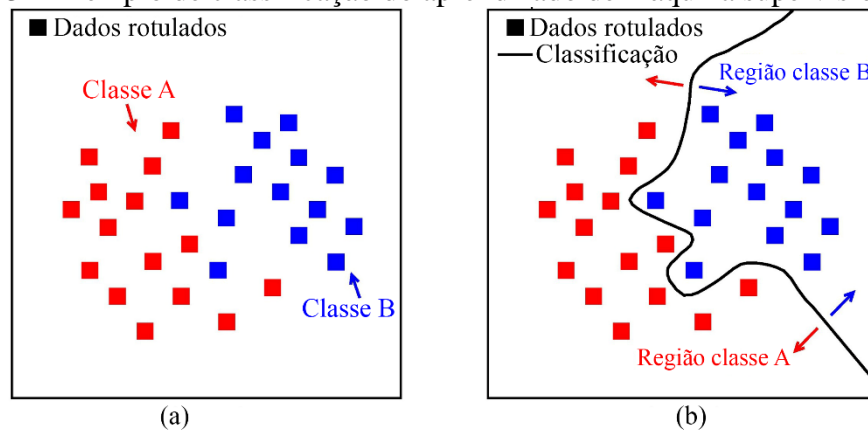 Dados rotulados
Classe A
Classe B
(a)
Dados rotulados
Classificação
Região classe B
Região classe A
(b)